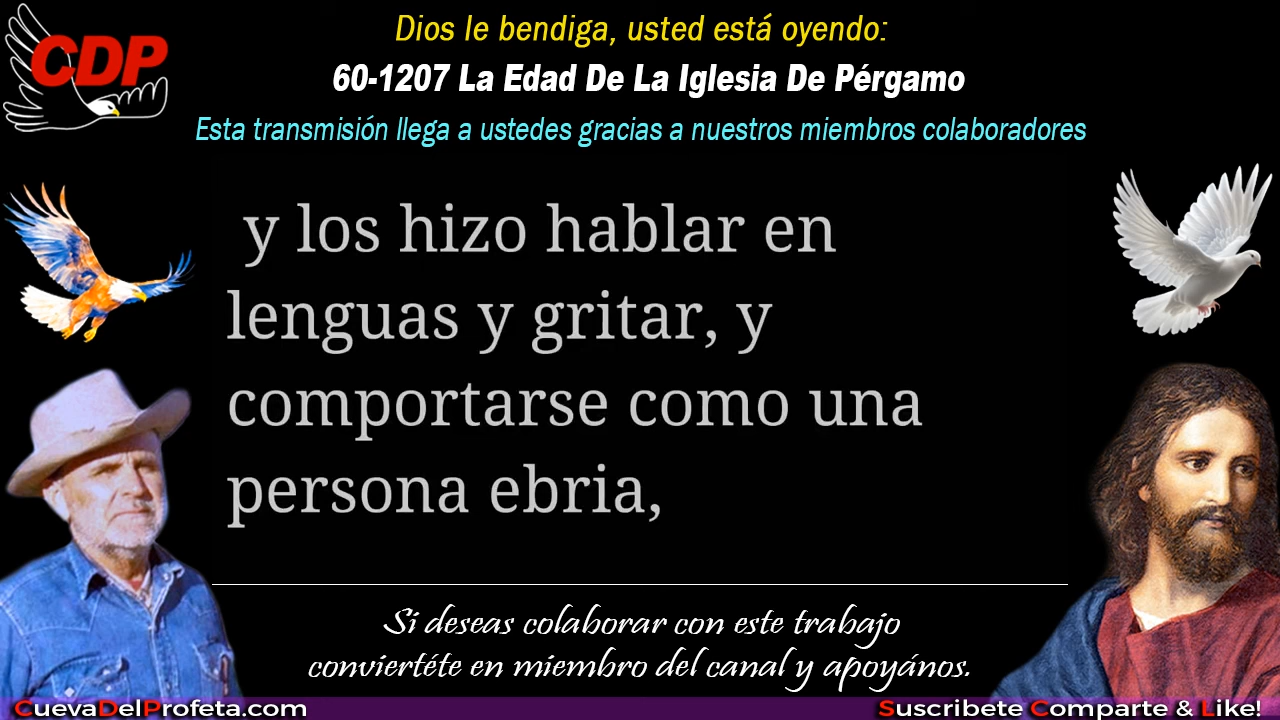 CDP
Dios le bendiga, usted está oyendo:
60-1207 La Edad De La Iglesia De Pérgamo
Esta transmisión llega a ustedes gracias a nuestros miembros colaboradores
y los hizo hablar en
lenguas y gritar, y
comportarse como una
persona ebria,
Si deseas colaborar con este trabajo
conviertéte en miembro del canal y apoyános.
CuevaDelProfeta.com
Suscribete Comparte & Like!